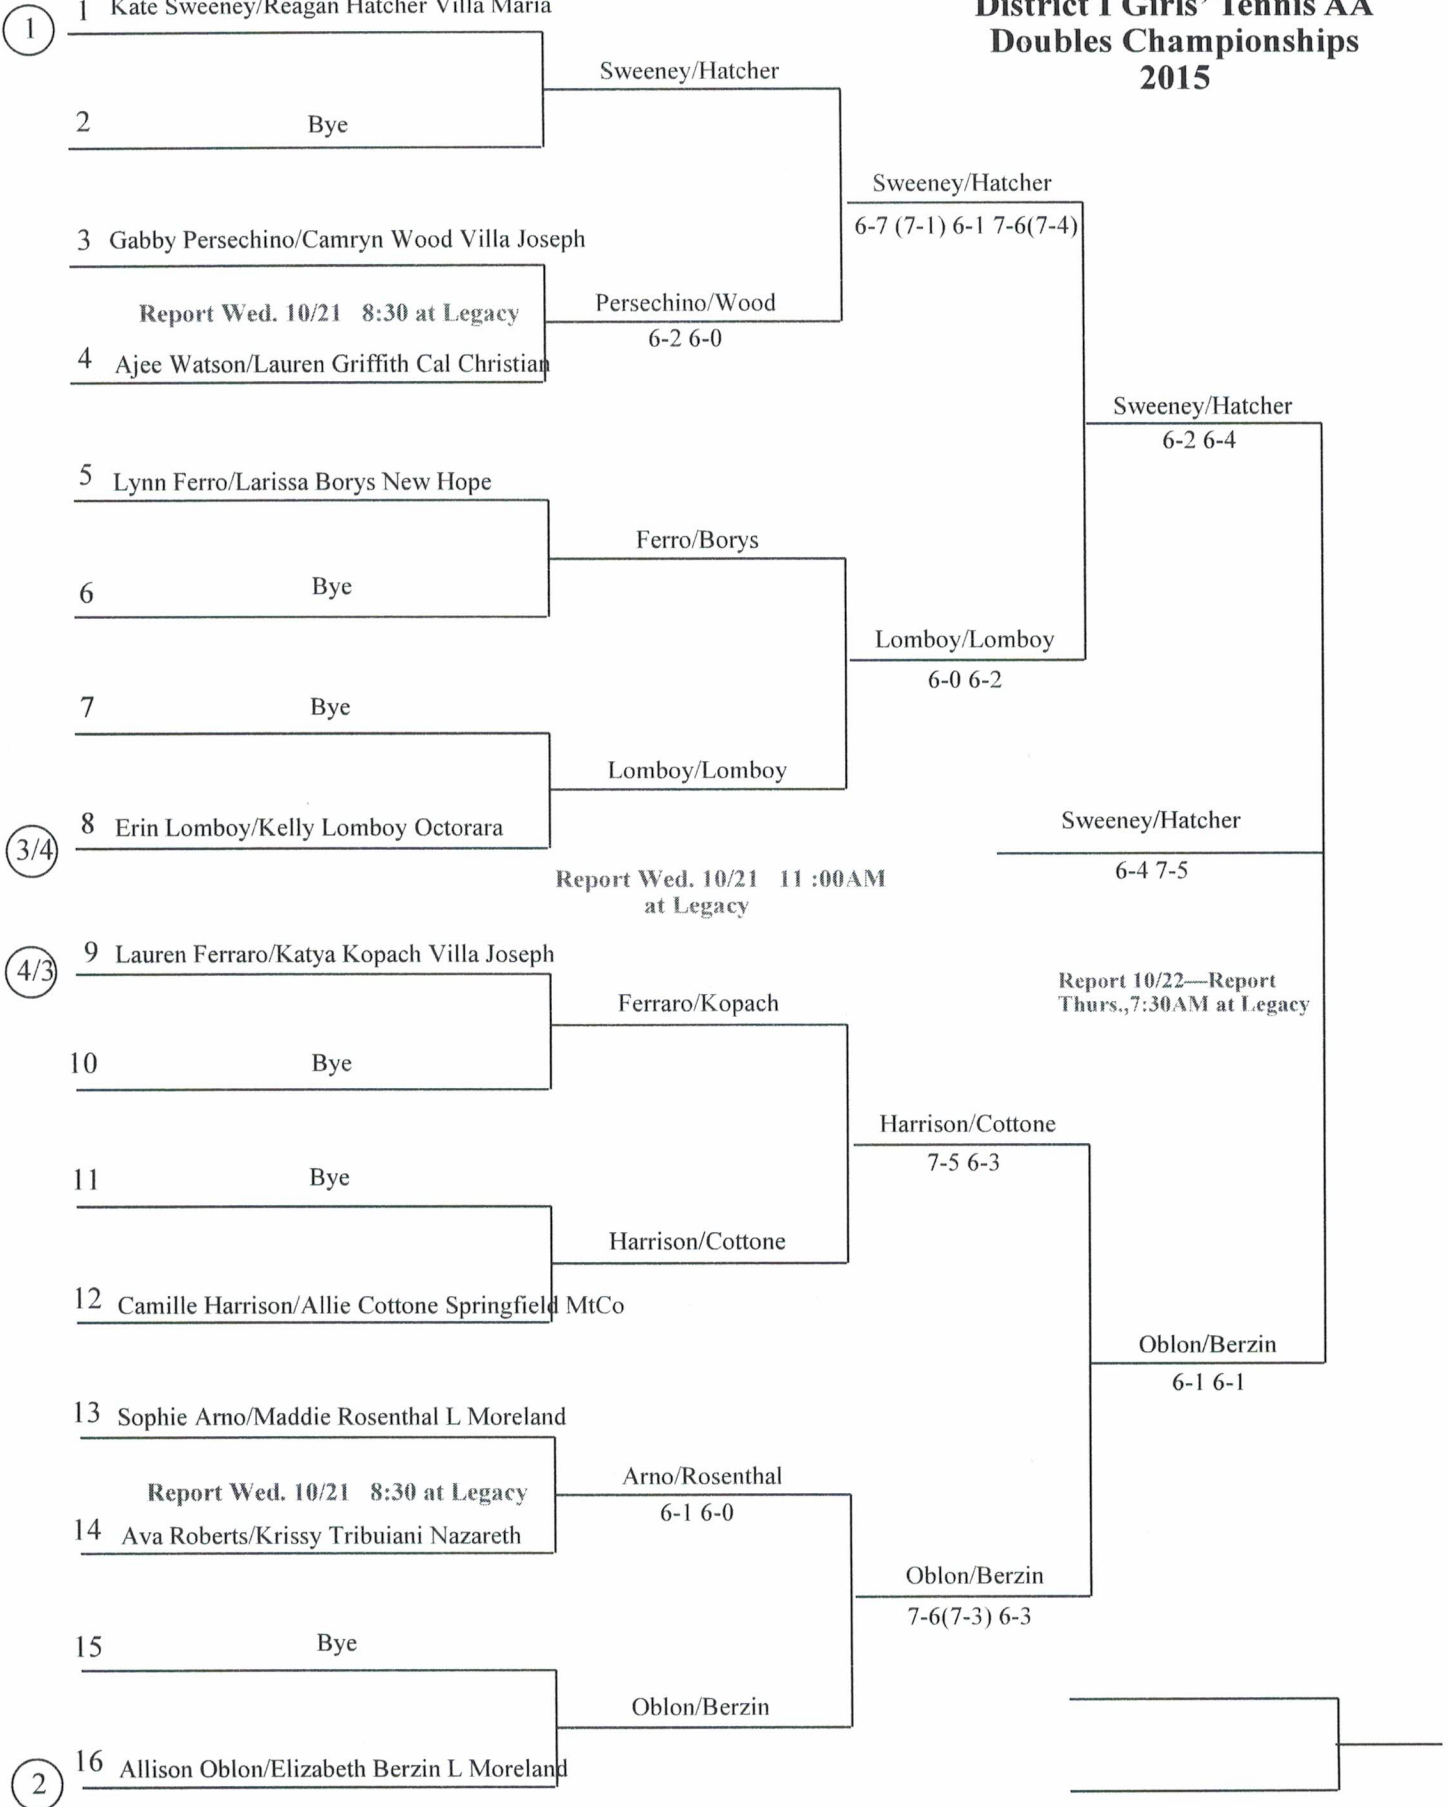 District 1 Girls' Tennis AA
Doubles Championships
2015
1
1 Kate Sweeney/Reagan Hatcher Villa Maria
Sweeney/Hatcher
2 Bye
Sweeney/Hatcher
6-7 (7-1) 6-1 7-6(7-4)
3 Gabby Persechino/Camryn Wood Villa Joseph
Report Wed. 10/21 8:30 at Legacy
Persechino/Wood
6-2 6-0
4 Ajee Watson/Lauren Griffith Cal Christian
Sweeney/Hatcher
6-2 6-4
5 Lynn Ferro/Larissa Borys New Hope
Ferro/Borys
6 Bye
Lomboy/Lomboy
6-0 6-2
7 Bye
Lomboy/Lomboy
3/4
8 Erin Lomboy/Kelly Lomboy Octorara
Sweeney/Hatcher
6-4 7-5
Report Wed. 10/21 11 :00AM
at Legacy
4/3
9 Lauren Ferraro/Katya Kopach Villa Joseph
Ferraro/Kopach
Report 10/22—Report
Thurs.,7:30AM at Legacy
10 Bye
Harrison/Cottone
7-5 6-3
11 Bye
Harrison/Cottone
12 Camille Harrison/Allie Cottone Springfield MtCo
Oblon/Berzin
6-1 6-1
13 Sophie Arno/Maddie Rosenthal L Moreland
Report Wed. 10/21 8:30 at Legacy
Arno/Rosenthal
6-1 6-0
14 Ava Roberts/Krissy Tribuiani Nazareth
Oblon/Berzin
7-6(7-3) 6-3
15 Bye
Oblon/Berzin
16 Allison Oblon/Elizabeth Berzin L Moreland
2